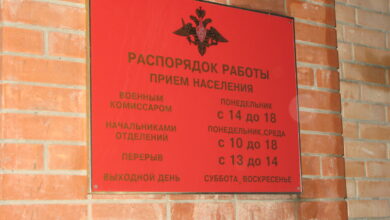 РАСПОРЯДОК РАБОТЫ
ПРИЕМ НАСЕЛЕНИЯ
ВОЕННЫМ КОМИССАРОМ
ПОНЕДЕЛЬНИК
с 14 до 18
НАЧАЛЬНИКАМИ ОТДЕЛЕНИЙ
ПОНЕДЕЛЬНИК, СРЕДА
с 10 до 18
ПЕРЕРЫВ
с 13 до 14
ВЫХОДНОЙ ДЕНЬ
СУББОТА, ВОСКРЕСЕНЬЕ